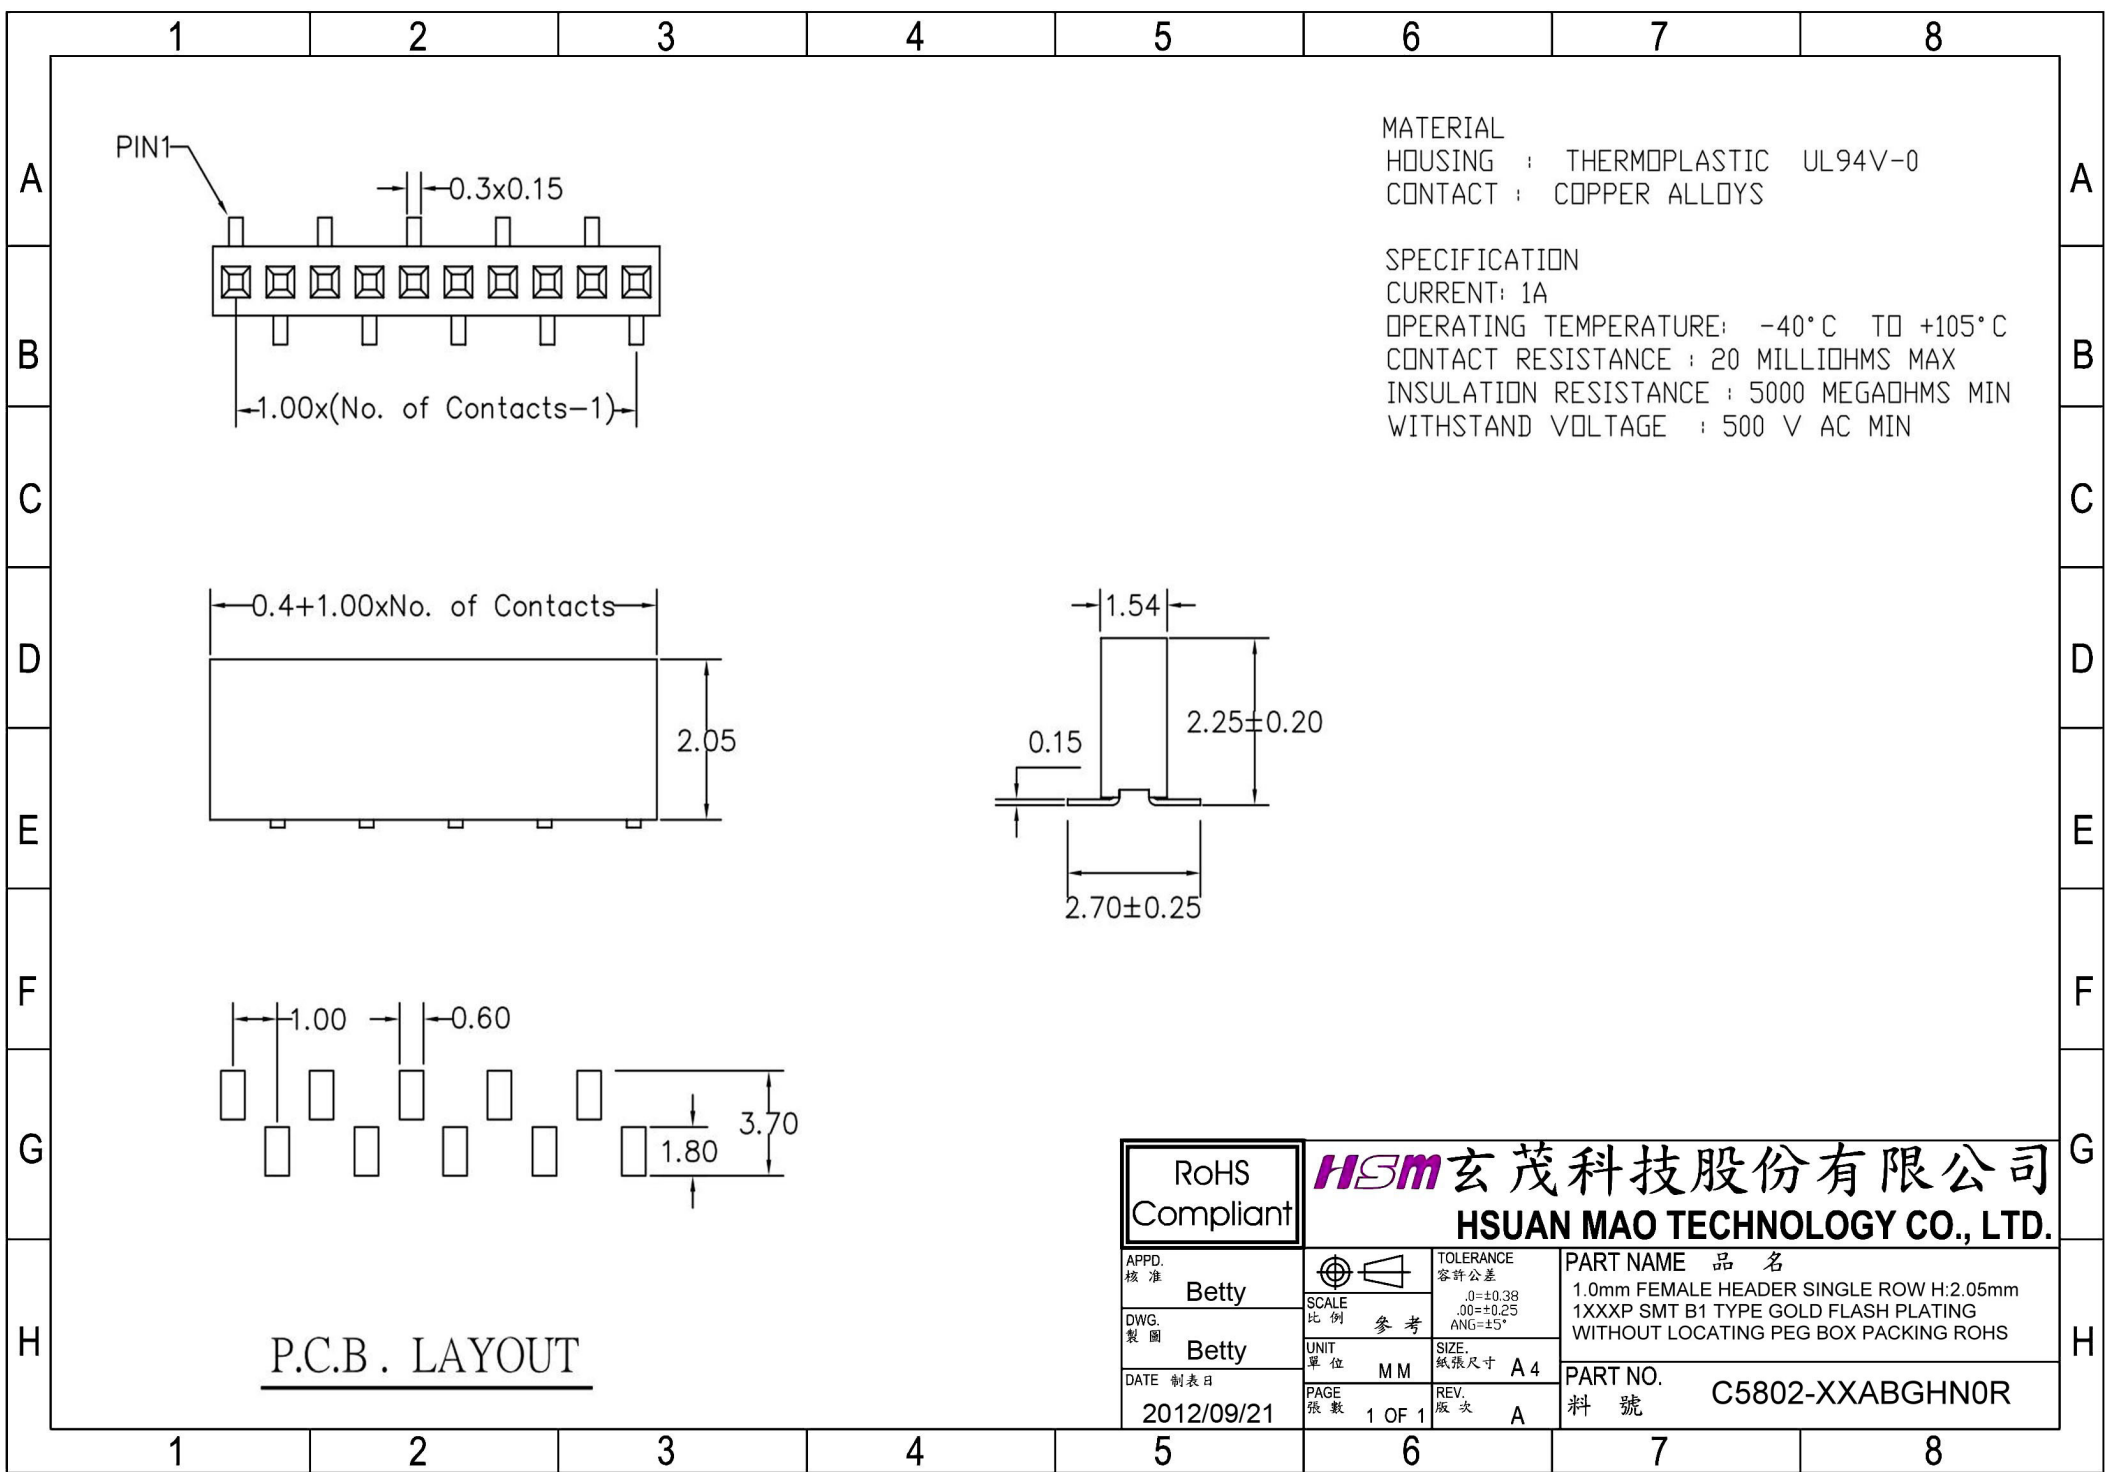 1 2 3 4 5 6 7 8
A
B
C
D
E
F
G
H
A
B
C
D
E
F
G
H
PIN1
0.3x0.15
1.00x(No. of Contacts-1)
MATERIAL
HOUSING : THERMOPLASTIC UL94V-0
CONTACT : COPPER ALLOYS
SPECIFICATION
CURRENT: 1A
OPERATING TEMPERATURE: -40°C TO +105°C
CONTACT RESISTANCE : 20 MILLIOHMS MAX
INSULATION RESISTANCE : 5000 MEGAOHMS MIN
WITHSTAND VOLTAGE : 500 V AC MIN
0.4+1.00xNo. of Contacts
2.05
1.54
2.25±0.20
0.15
2.70±0.25
1.00
0.60
3.70
1.80
P.C.B. LAYOUT
RoHS
Compliant
HSM 玄茂科技股份有限公司
HSUAN MAO TECHNOLOGY CO., LTD.
APPD.
核准
Betty
DWG.
製圖
Betty
DATE 制表日
2012/09/21
SCALE
比例 參考
UNIT
單位 MM
PAGE
張數 1 OF 1
TOLERANCE
容許公差
.0=±0.38
.00=±0.25
ANG=±5°
SIZE.
紙張尺寸 A4
REV.
版次 A
PART NAME 品名
1.0mm FEMALE HEADER SINGLE ROW H:2.05mm
1XXXP SMT B1 TYPE GOLD FLASH PLATING
WITHOUT LOCATING PEG BOX PACKING ROHS
PART NO.
料號 C5802-XXABGHN0R
1 2 3 4 5 6 7 8